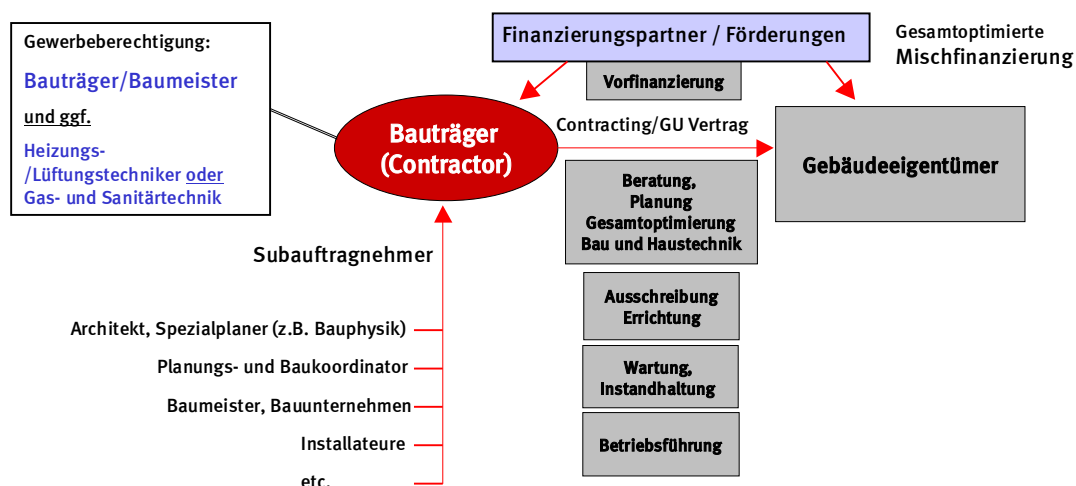 Gewerbeberechtigung:
Bauträger/Baumeister
und ggf.
Heizungs-
/Lüftungstechniker oder
Gas- und Sanitärtechnik
Finanzierungspartner / Förderungen
Gesamtoptimierte
Mischfinanzierung
Vorfinanzierung
Bauträger
(Contractor)
Contracting/GU Vertrag
Gebäudeeigentümer
Beratung,
Planung
Gesamtoptimierung
Bau und Haustechnik
Ausschreibung
Errichtung
Wartung,
Instandhaltung
Betriebsführung
Subauftragnehmer
Architekt, Spezialplaner (z.B. Bauphysik)
Planungs- und Baukoordinator
Baumeister, Bauunternehmen
Installateure
etc.